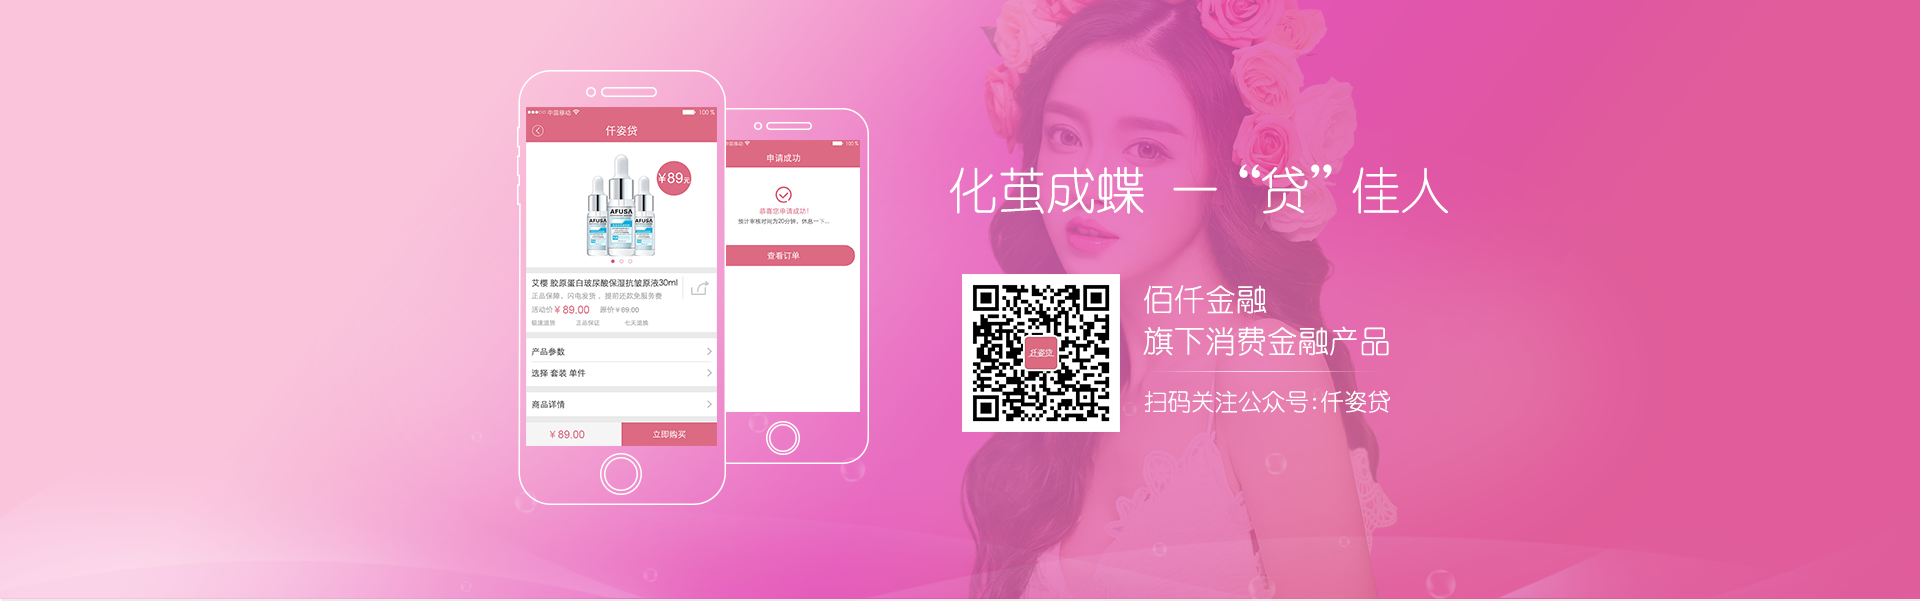 中国移动
100 %
仟姿贷
¥89元
AFUSA AFUSA AFUSA
艾樱 胶原蛋白玻尿酸保湿抗皱原液30ml
正品保障，闪电发货，提前还款免服务费
活动价¥ 89.00 原价¥ 89.00
极速退货 正品保证 七天退换
产品参数
选择 套装 单件
商品详情
¥ 89.00
立即购买
中国移动
100 %
申请成功
恭喜您申请成功!
预计审核时间为20分钟，休息一下...
查看订单
化茧成蝶 一“贷”佳人
仟姿贷
佰仟金融
旗下消费金融产品
扫码关注公众号:仟姿贷